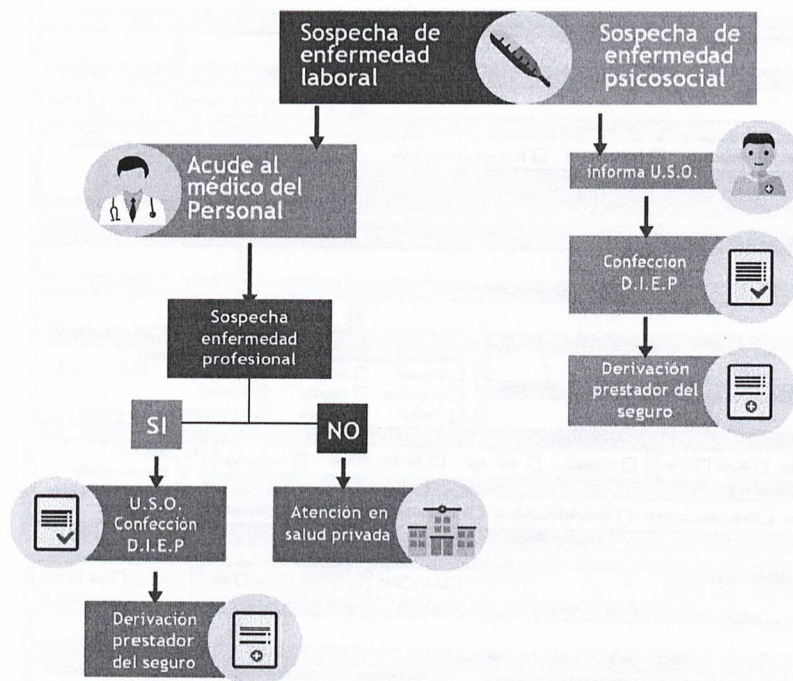 Sospecha de
enfermedad
laboral
Sospecha de
enfermedad
psicosocial
Acude al
médico del
Personal
informa U.S.O.
Confección
D.I.E.P
Sospecha
enfermedad
profesional
Derivación
prestador del
seguro
SI
NO
U.S.O.
Confección
D.I.E.P
Atención en
salud privada
Derivación
prestador
del seguro